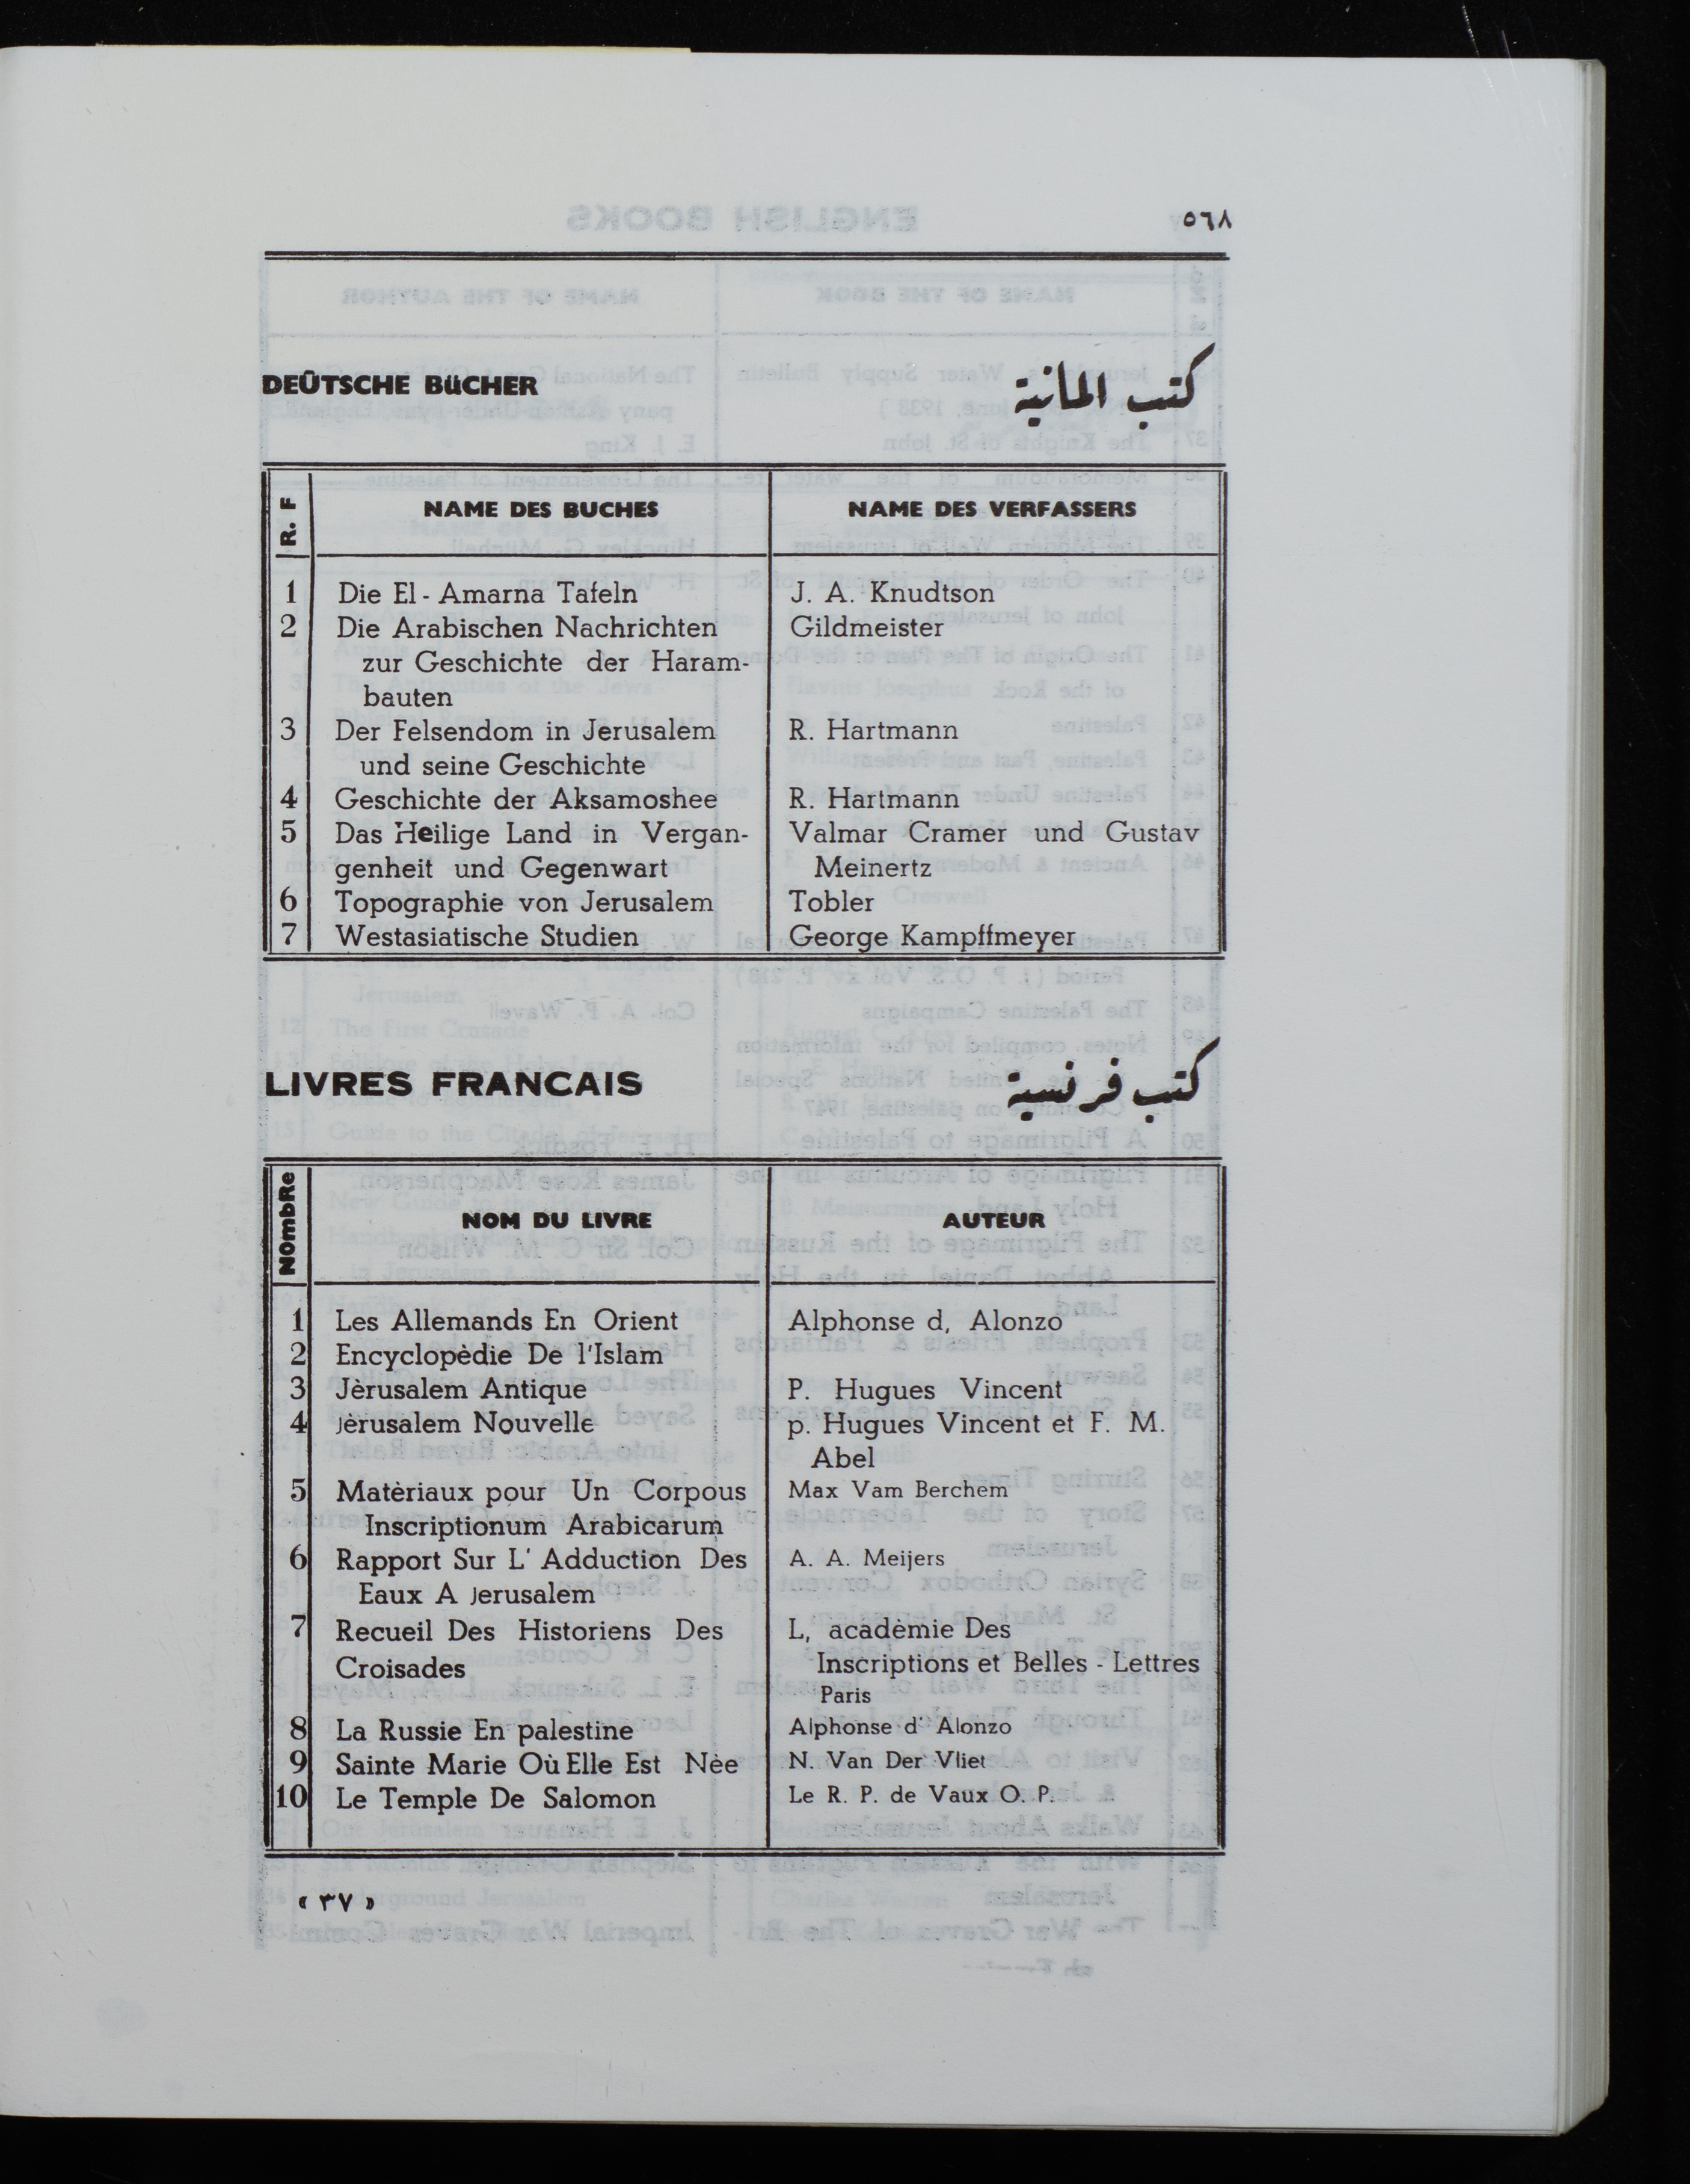 ٥٦٨
DEÛTSCHE BüCHER
كتب المانية
R. F
NAME DES BUCHES
NAME DES VERFASSERS
1 Die El - Amarna Tafeln J. A. Knudtson
2 Die Arabischen Nachrichten Gildmeister
zur Geschichte der Haram-
bauten
3 Der Felsendom in Jerusalem R. Hartmann
und seine Geschichte
4 Geschichte der Aksamoshee R. Hartmann
5 Das Heilige Land in Vergan- Valmar Cramer und Gustav
genheit und Gegenwart Meinertz
6 Topographie von Jerusalem Tobler
7 Westasiatische Studien George Kampffmeyer
LIVRES FRANCAIS
كتب فرنسية
NOmbRe
NOM DU LIVRE
AUTEUR
1 Les Allemands En Orient Alphonse d, Alonzo
2 Encyclopèdie De l'Islam
3 Jèrusalem Antique P. Hugues Vincent
4 Jèrusalem Nouvelle p. Hugues Vincent et F. M.
Abel
5 Matèriaux pour Un Corpous Max Vam Berchem
Inscriptionum Arabicarum
6 Rapport Sur L' Adduction Des A. A. Meijers
Eaux A Jerusalem
7 Recueil Des Historiens Des L, acadèmie Des
Croisades Inscriptions et Belles - Lettres
Paris
8 La Russie En palestine Alphonse d' Alonzo
9 Sainte Marie Où Elle Est Nèe N. Van Der Vliet
10 Le Temple De Salomon Le R. P. de Vaux O. P.
« ٣٧ »